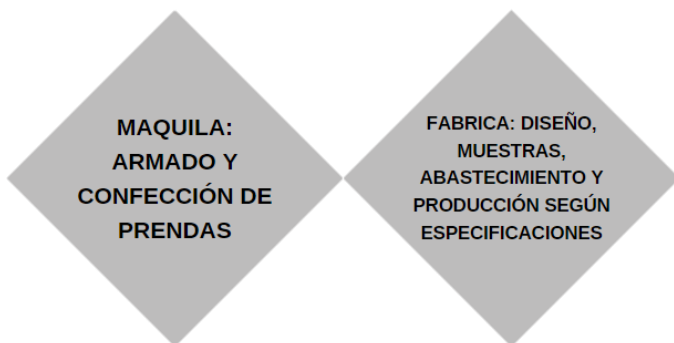 MAQUILA:
ARMADO Y
CONFECCIÓN DE
PRENDAS
FABRICA: DISEÑO,
MUESTRAS,
ABASTECIMIENTO Y
PRODUCCIÓN SEGÚN
ESPECIFICACIONES